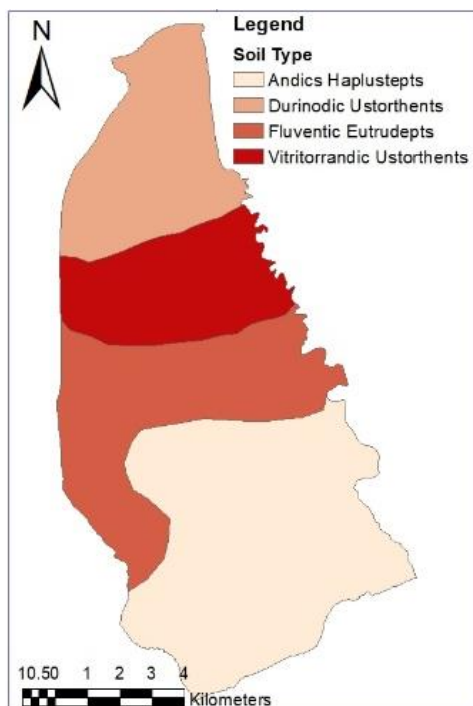 N
Legend
Soil Type
Andics Haplustepts
Durinodic Ustorthents
Fluventic Eutrudepts
Vitritorrandic Ustorthents
10.50 1 2 3 4
Kilometers